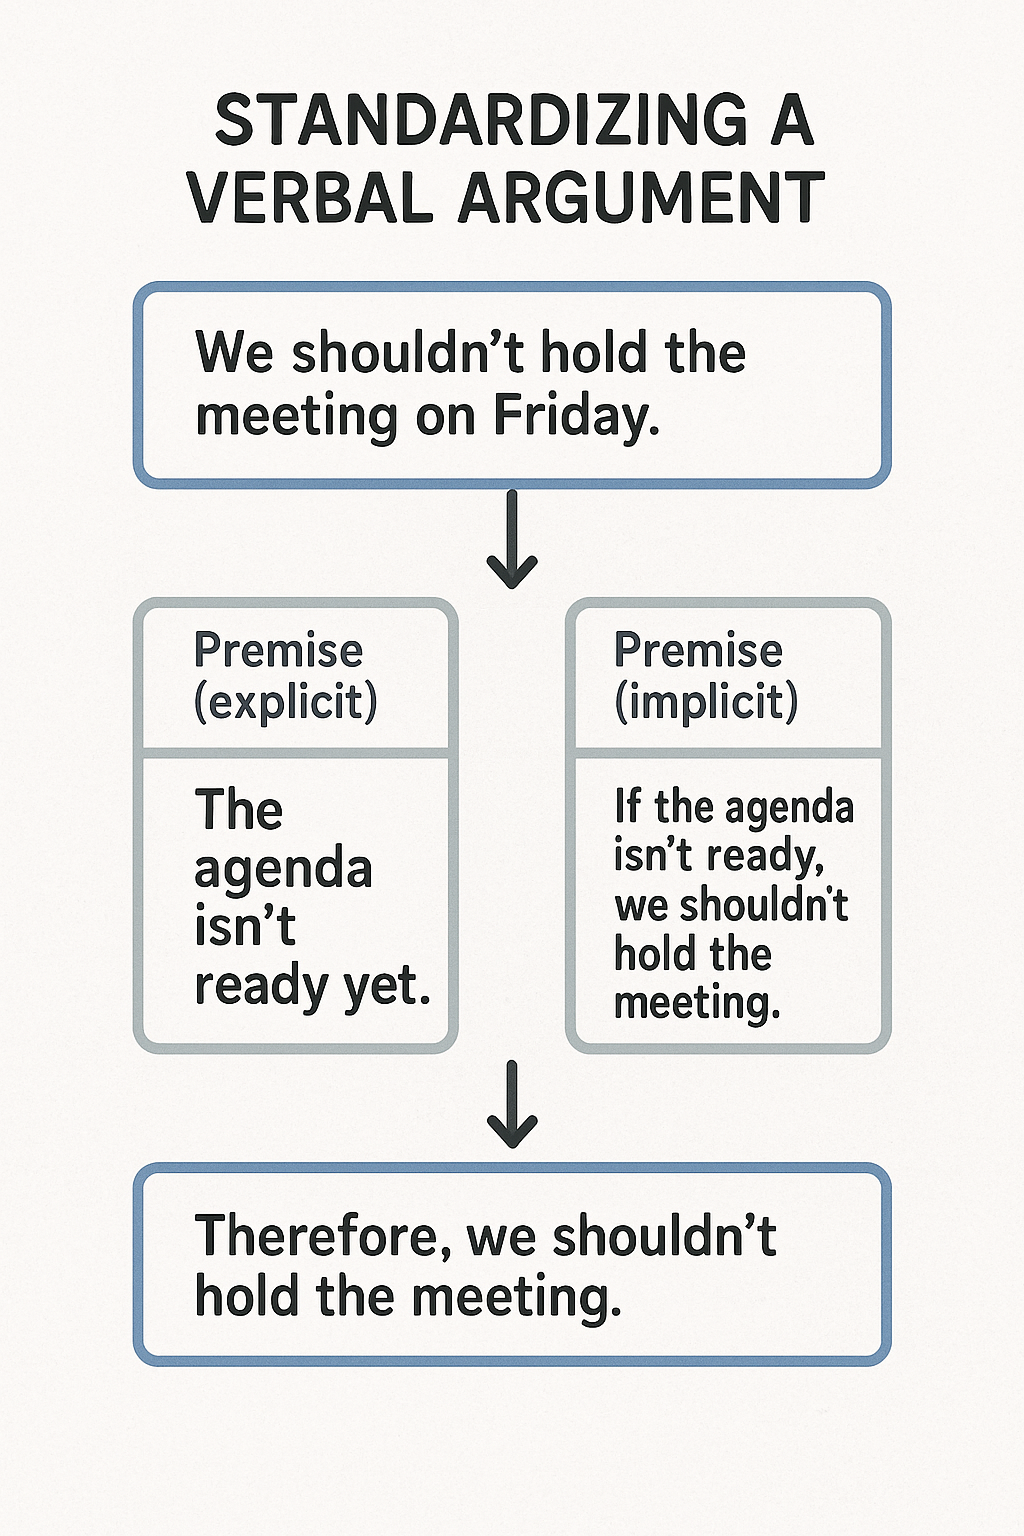 STANDARDIZING A
VERBAL ARGUMENT
We shouldn’t hold the
meeting on Friday.
Premise
(explicit)
The
agenda
isn’t
ready yet.
Premise
(implicit)
If the agenda
isn’t ready,
we shouldn't
hold the
meeting.
Therefore, we shouldn’t
hold the meeting.